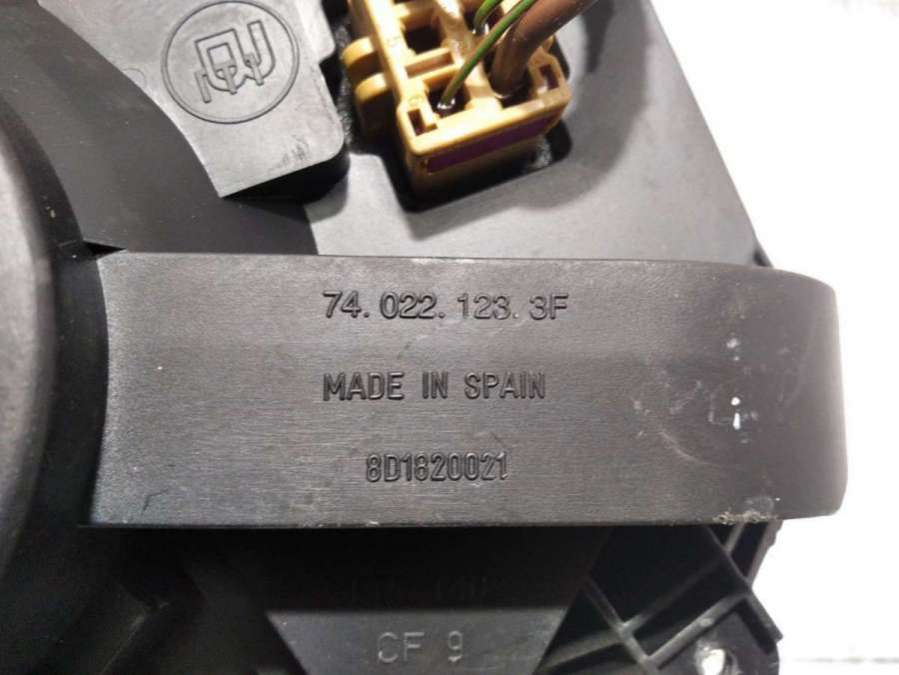 74.022.123.3F
MADE IN SPAIN
8D1820021
CF 9